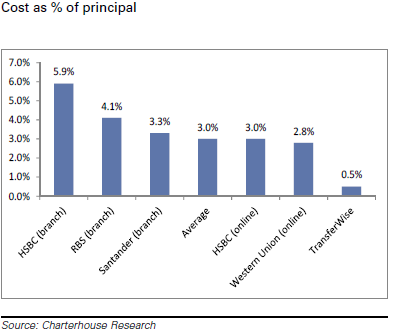 Cost as % of principal
7.0%
6.0%
5.0%
4.0%
3.0%
2.0%
1.0%
0.0%
5.9%
4.1%
3.3%
3.0%
3.0%
2.8%
0.5%
HSBC (branch)
RBS (branch)
Santander (branch)
Average
HSBC (online)
Western Union (online)
TransferWise
Source: Charterhouse Research